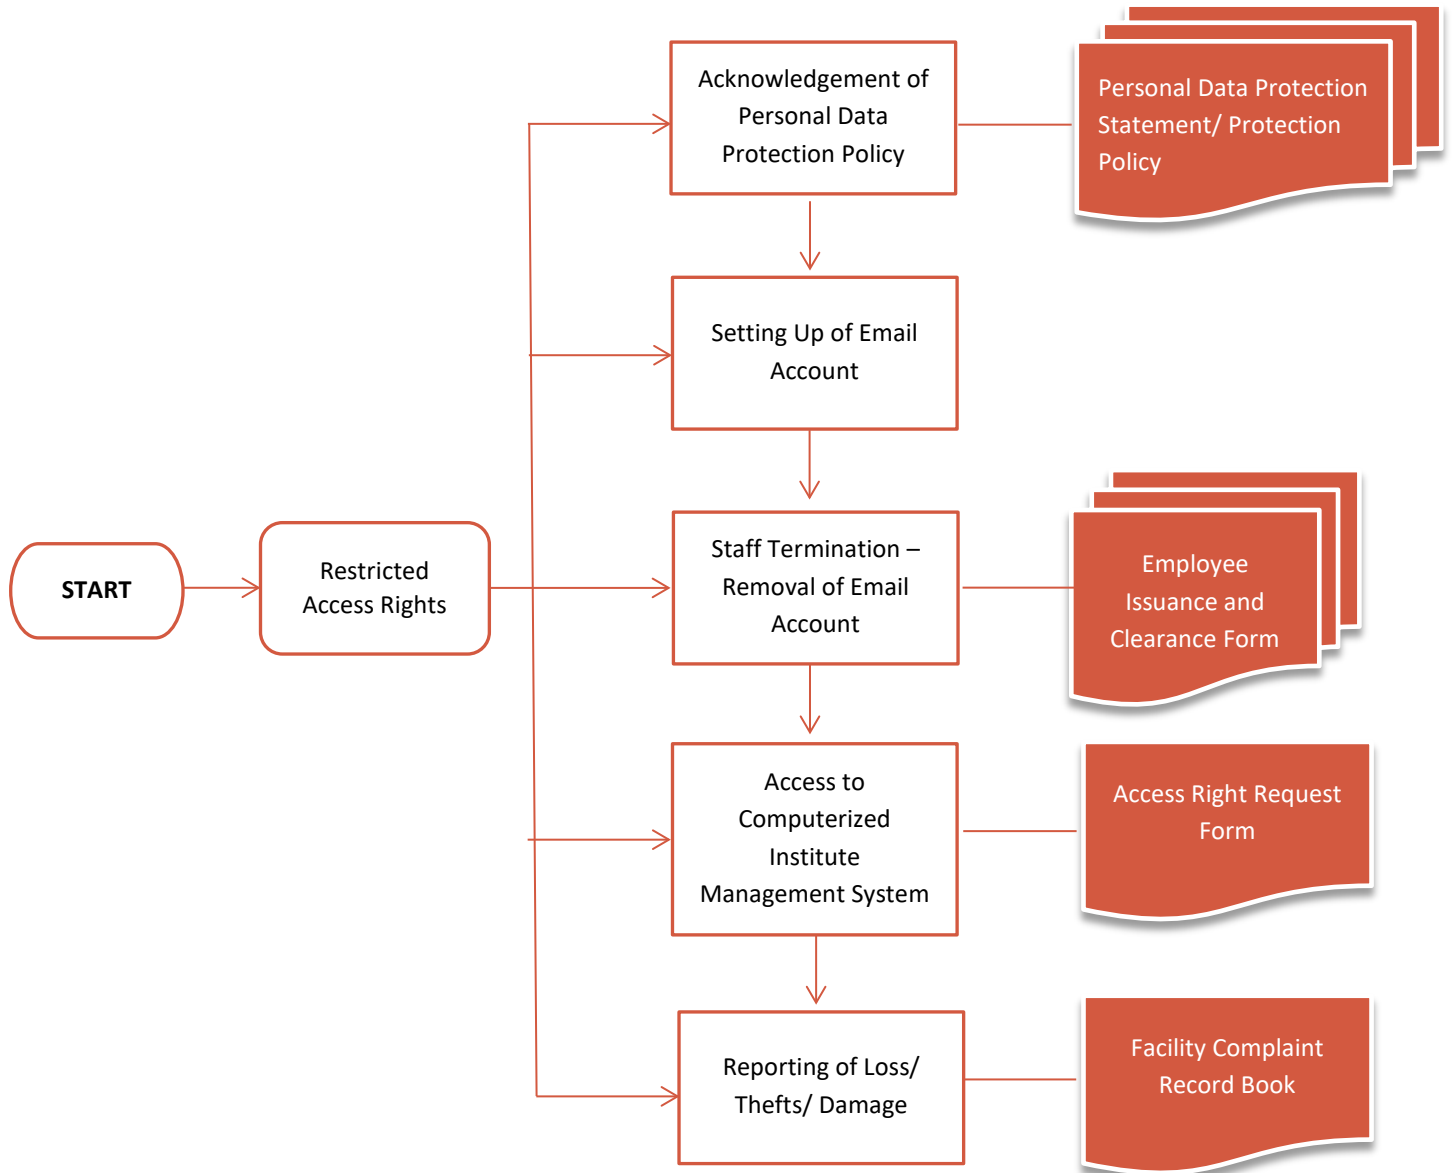 Acknowledgement of
Personal Data
Protection Policy
Personal Data Protection
Statement/ Protection
Policy
Setting Up of Email
Account
START
Restricted
Access Rights
Staff Termination –
Removal of Email
Account
Employee
Issuance and
Clearance Form
Access to
Computerized
Institute
Management System
Access Right Request
Form
Reporting of Loss/
Thefts/ Damage
Facility Complaint
Record Book